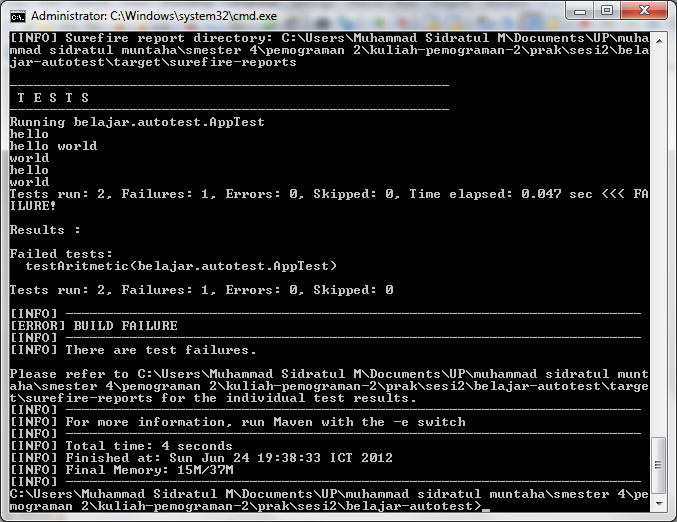 Administrator: C:\Windows\system32\cmd.exe
[INFO] Surefire report directory: C:\Users\Muhammad Sidratul M\Documents\UP\muha
mmad sidratul muntaha\smester 4\pemograman 2\kuliah-pemograman-2\prak\sesi2\bela
jar-autotest\target\surefire-reports
-------------------------------------------------------
 T E S T S
-------------------------------------------------------
Running belajar.autotest.AppTest
hello
hello world
world
hello
world
Tests run: 2, Failures: 1, Errors: 0, Skipped: 0, Time elapsed: 0.047 sec <<< FA
ILURE!
Results :
Failed tests:
  testAritmetic(belajar.autotest.AppTest)
Tests run: 2, Failures: 1, Errors: 0, Skipped: 0
[INFO] ------------------------------------------------------------------------
[ERROR] BUILD FAILURE
[INFO] ------------------------------------------------------------------------
[INFO] There are test failures.
Please refer to C:\Users\Muhammad Sidratul M\Documents\UP\muhammad sidratul munt
aha\smester 4\pemograman 2\kuliah-pemograman-2\prak\sesi2\belajar-autotest\targe
t\surefire-reports for the individual test results.
[INFO] ------------------------------------------------------------------------
[INFO] For more information, run Maven with the -e switch
[INFO] ------------------------------------------------------------------------
[INFO] Total time: 4 seconds
[INFO] Finished at: Sun Jun 24 19:38:33 ICT 2012
[INFO] Final Memory: 15M/37M
[INFO] ------------------------------------------------------------------------
C:\Users\Muhammad Sidratul M\Documents\UP\muhammad sidratul muntaha\smester 4\pe
mograman 2\kuliah-pemograman-2\prak\sesi2\belajar-autotest>_